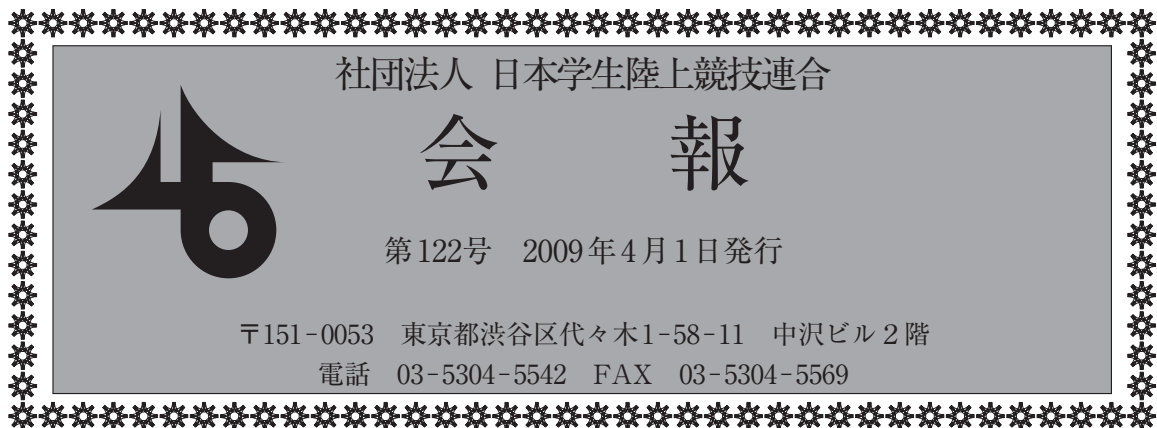 社団法人 日本学生陸上競技連合
会　報
第122号　2009年4月1日発行
〒151-0053　東京都渋谷区代々木1-58-11　中沢ビル2階
電話　03-5304-5542　FAX　03-5304-5569